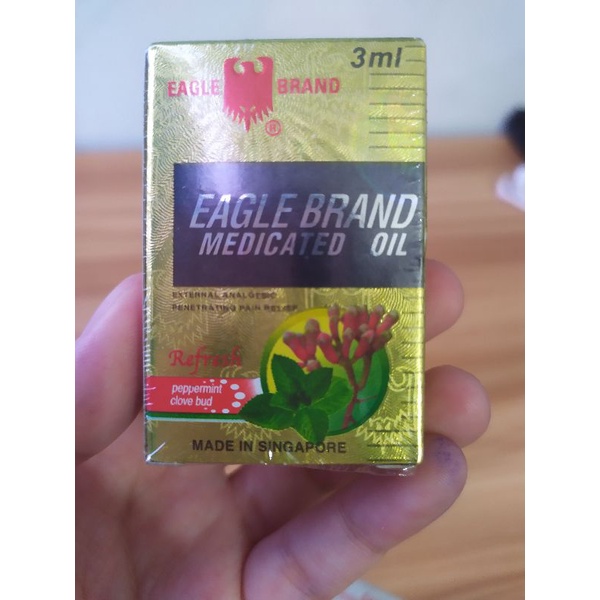 3ml
EAGLE BRAND
®
EAGLE BRAND
MEDICATED OIL
EXTERNAL ANALGESIC
PENETRATING PAIN RELIEF
Refresh
peppermint
clove bud
MADE IN SINGAPORE